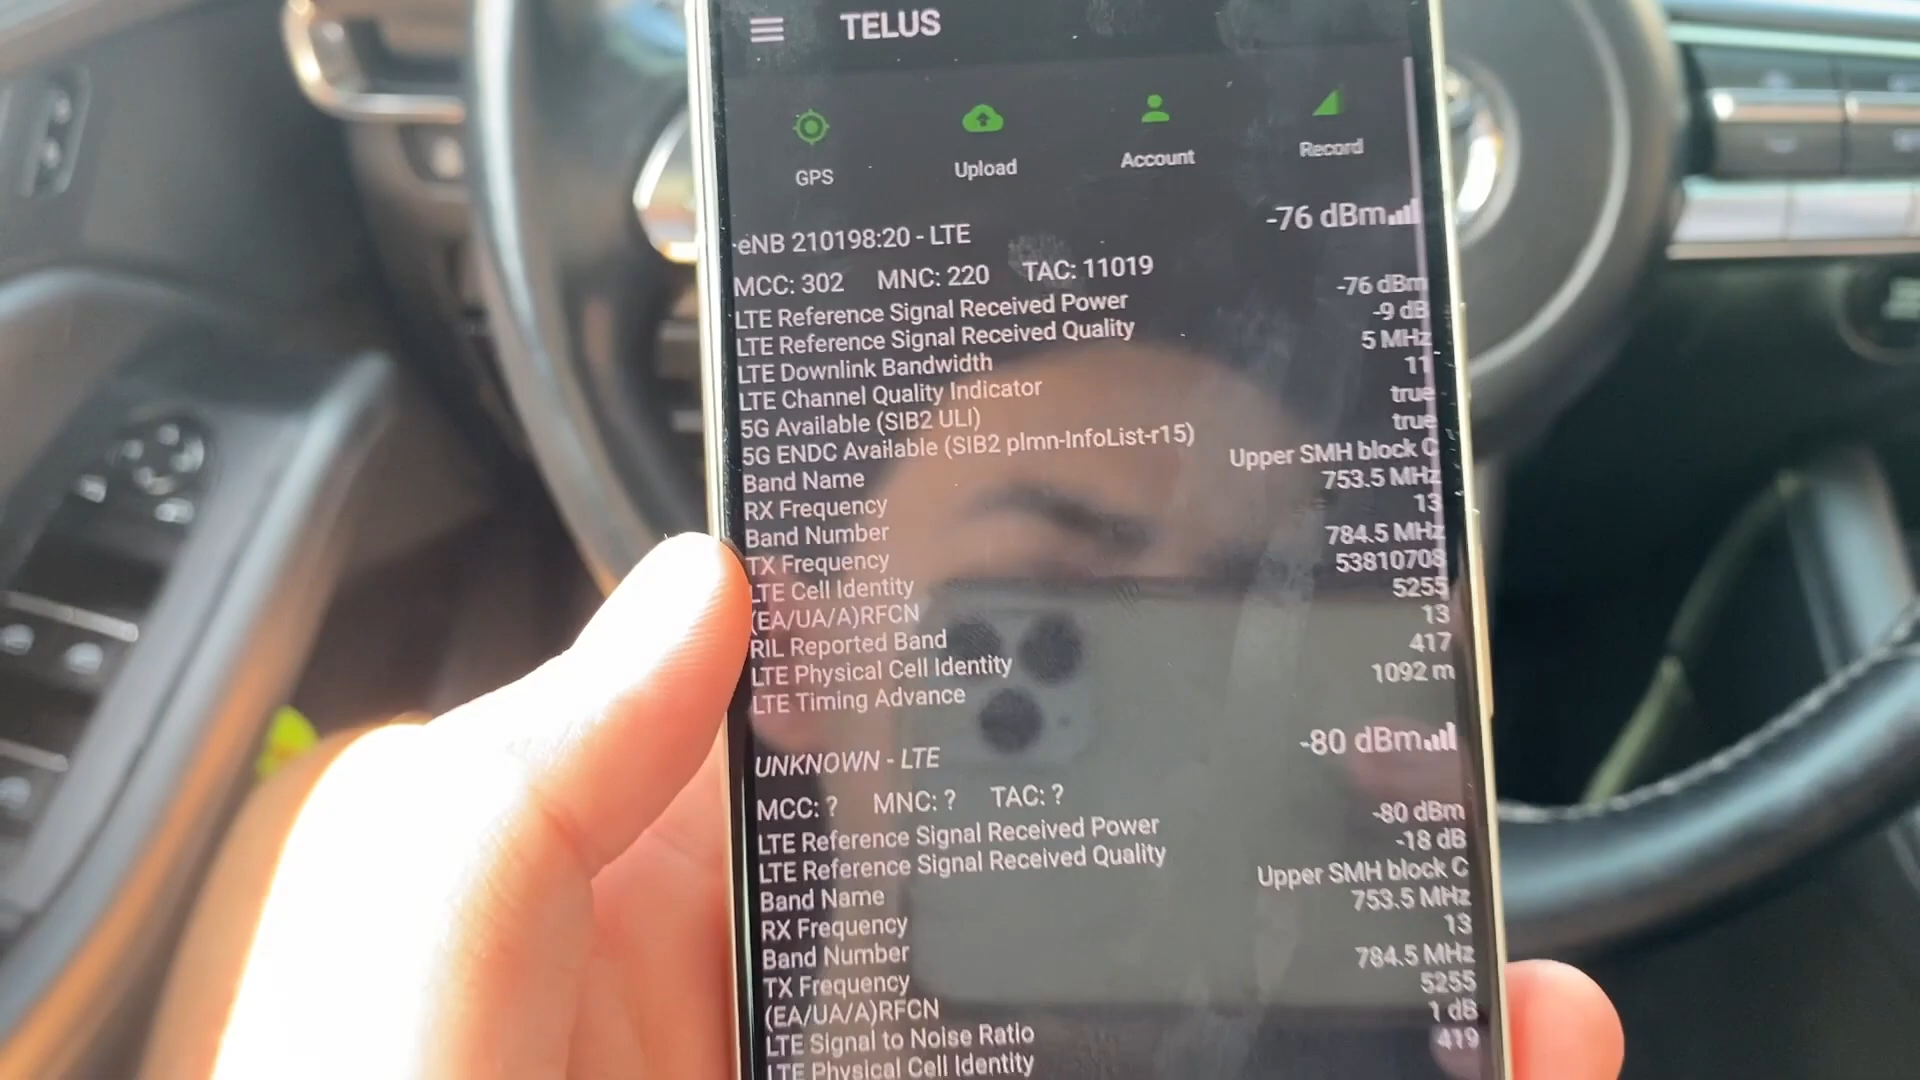 TELUS
GPS Upload Account Record
eNB 210198:20 - LTE -76 dBm
MCC: 302 MNC: 220 TAC: 11019
LTE Reference Signal Received Power -76 dBm
LTE Reference Signal Received Quality -9 dB
LTE Downlink Bandwidth 5 MHz
LTE Channel Quality Indicator 11
5G Available (SIB2 ULI) true
5G ENDC Available (SIB2 plmn-InfoList-r15) true
Band Name Upper SMH block C
RX Frequency 753.5 MHz
Band Number 13
TX Frequency 784.5 MHz
LTE Cell Identity 53810708
(EA/UA/A)RFCN 5255
RIL Reported Band 13
LTE Physical Cell Identity 417
LTE Timing Advance 1092 m
UNKNOWN - LTE -80 dBm
MCC: ? MNC: ? TAC: ?
LTE Reference Signal Received Power -80 dBm
LTE Reference Signal Received Quality -18 dB
Band Name Upper SMH block C
RX Frequency 753.5 MHz
Band Number 13
TX Frequency 784.5 MHz
(EA/UA/A)RFCN 5255
LTE Signal to Noise Ratio 1 dB
LTE Physical Cell Identity 419